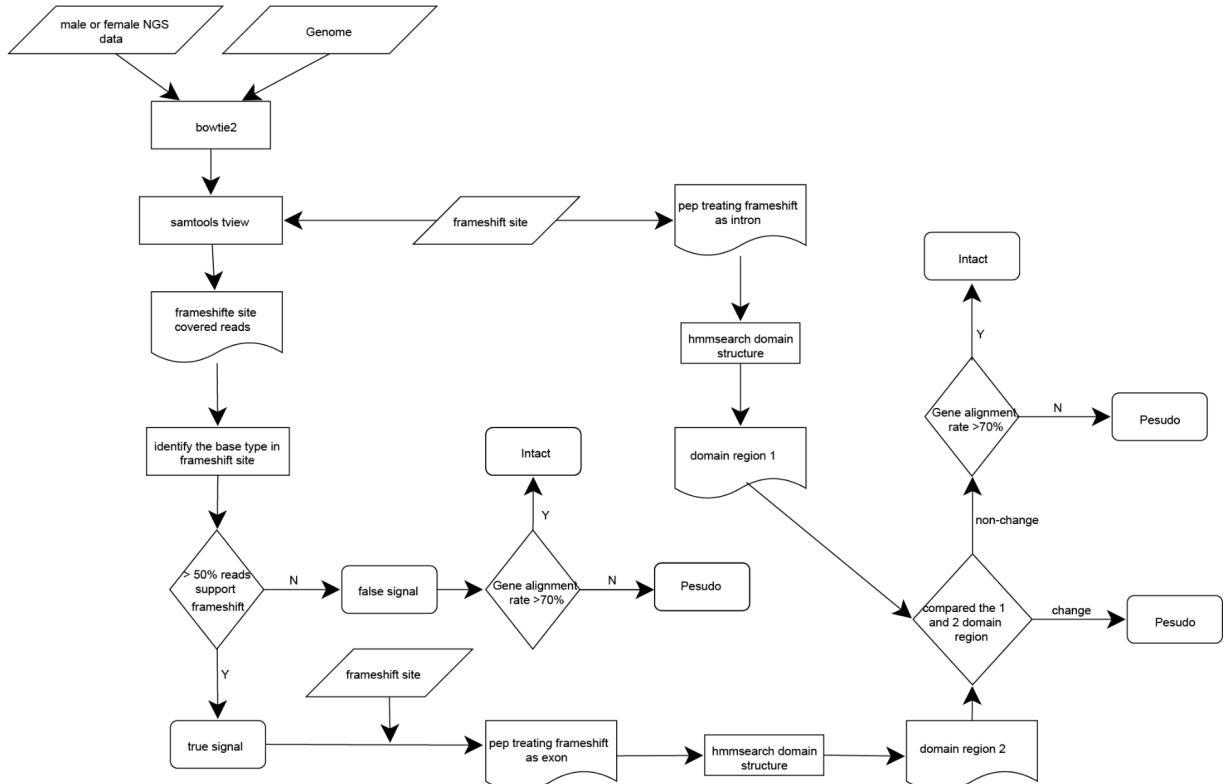 male or female NGS
data
Genome
bowtie2
samtools tview
frameshift site
pep treating frameshift
as intron
Intact
frameshifte site
covered reads
hmmsearch domain
structure
Y
Gene alignment
rate >70%
N
Pesudo
identify the base type in
frameshift site
Intact
domain region 1
non-change
Y
> 50% reads
support
frameshift
N
false signal
Gene alignment
rate >70%
N
Pesudo
compared the 1
and 2 domain
region
change
Pesudo
Y
frameshift site
true signal
pep treating frameshift
as exon
hmmsearch domain
structure
domain region 2